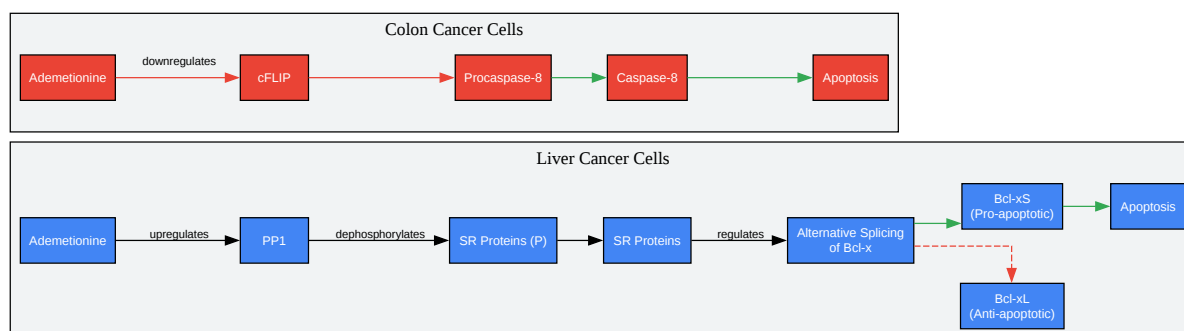 Colon Cancer Cells
Ademetionine
downregulates
cFLIP
Procaspase-8
Caspase-8
Apoptosis
Liver Cancer Cells
Ademetionine
upregulates
PP1
dephosphorylates
SR Proteins (P)
SR Proteins
regulates
Alternative Splicing
of Bcl-x
Bcl-xS
(Pro-apoptotic)
Apoptosis
Bcl-xL
(Anti-apoptotic)